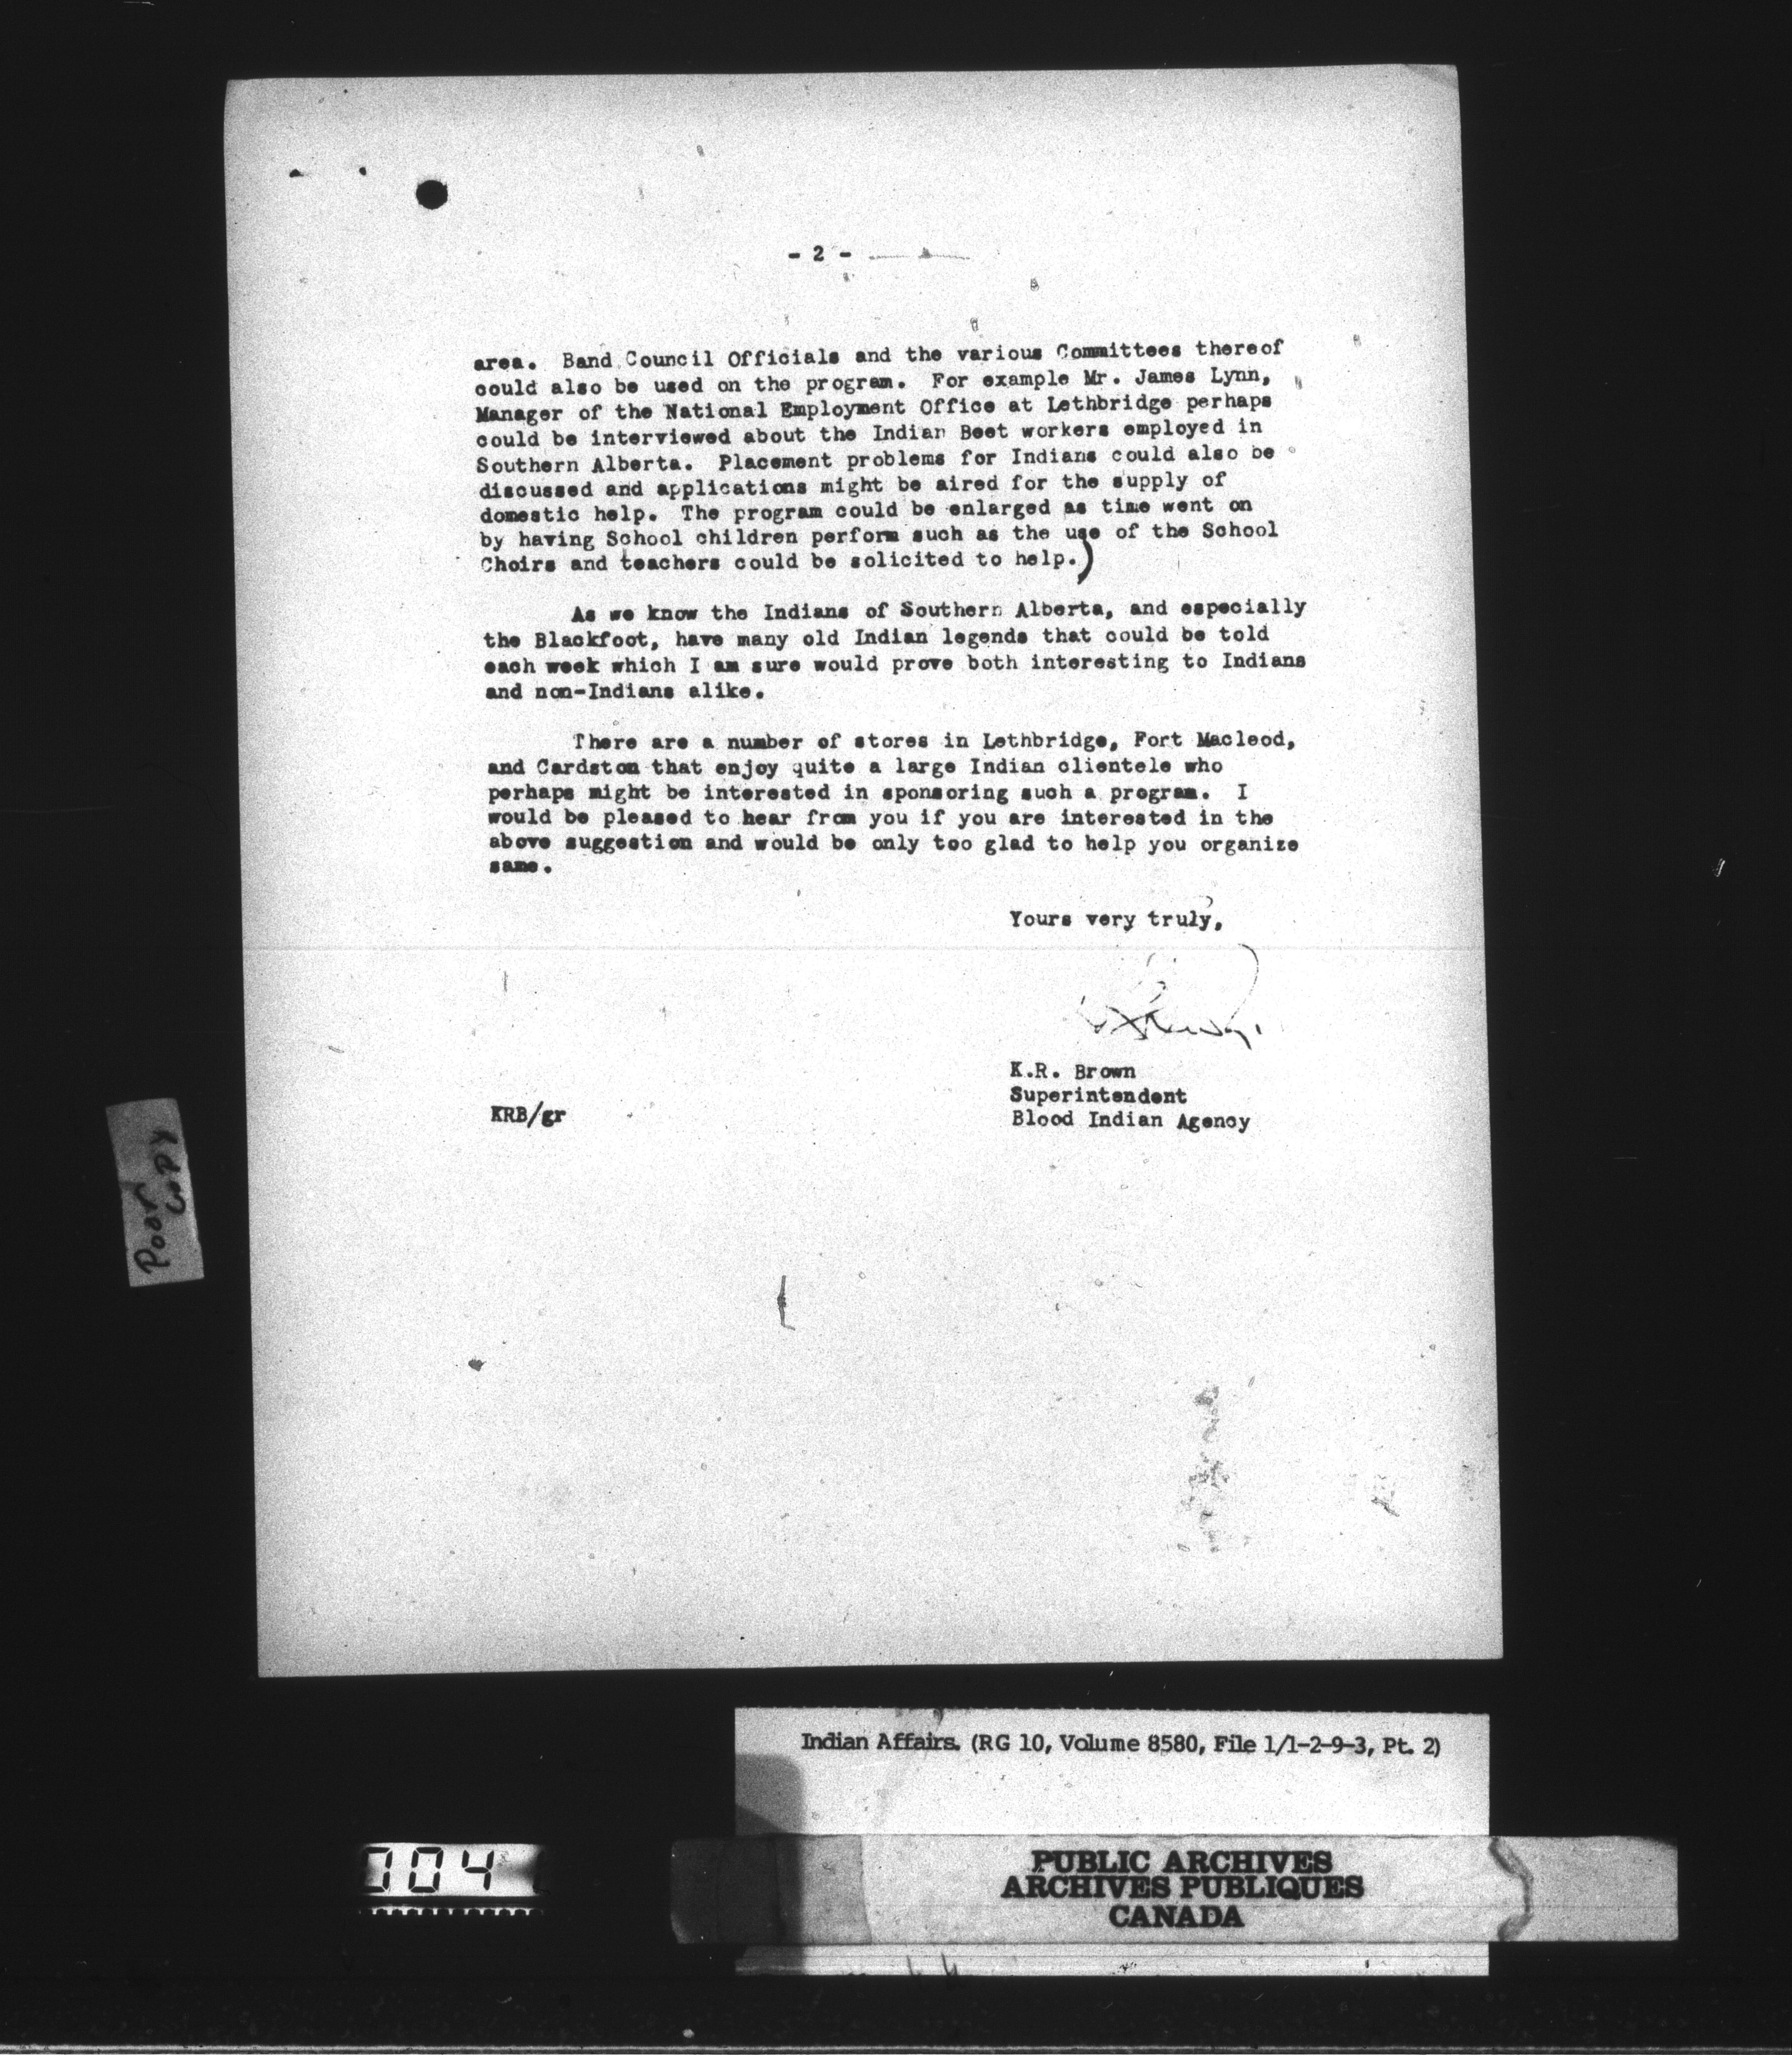 - 2 -
area. Band Council Officials and the various Committees thereof
could also be used on the program. For example Mr. James Lynn,
Manager of the National Employment Office at Lethbridge perhaps
could be interviewed about the Indian Beet workers employed in
Southern Alberta. Placement problems for Indians could also be
discussed and applications might be aired for the supply of
domestic help. The program could be enlarged as time went on
by having School children perform such as the use of the School
Choirs and teachers could be solicited to help.)
As we know the Indians of Southern Alberta, and especially
the Blackfoot, have many old Indian legends that could be told
each week which I am sure would prove both interesting to Indians
and non-Indians alike.
There are a number of stores in Lethbridge, Fort Macleod,
and Cardston that enjoy quite a large Indian clientele who
perhaps might be interested in sponsoring such a program. I
would be pleased to hear from you if you are interested in the
above suggestion and would be only too glad to help you organize
same.
Yours very truly,
K.R. Brown
Superintendent
KRB/gr
Blood Indian Agency
Poor
Copy
Indian Affairs. (RG 10, Volume 8580, File 1/1-2-9-3, Pt. 2)
PUBLIC ARCHIVES
ARCHIVES PUBLIQUES
CANADA
004